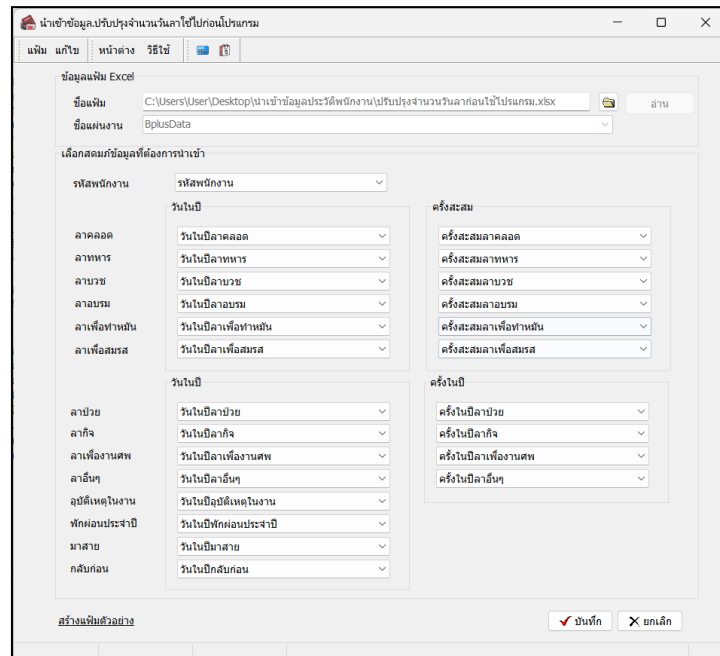 นำเข้าข้อมูล.ปรับปรุงจำนวนวันลาใช้ไปก่อนโปรแกรม
แฟ้ม แก้ไข หน้าต่าง วิธีใช้
ข้อมูลแฟ้ม Excel
ชื่อแฟ้ม C:\Users\User\Desktop\นำเข้าข้อมูลประวัติพนักงาน\ปรับปรุงจำนวนวันลาก่อนใช้โปรแกรม.xlsx อ่าน
ชื่อแผ่นงาน BplusData
เลือกสดมภ์ข้อมูลที่ต้องการนำเข้า
รหัสพนักงาน รหัสพนักงาน
วันในปี ครั้งสะสม
ลาคลอด วันในปีลาคลอด ครั้งสะสมลาคลอด
ลาทหาร วันในปีลาทหาร ครั้งสะสมลาทหาร
ลาบวช วันในปีลาบวช ครั้งสะสมลาบวช
ลาอบรม วันในปีลาอบรม ครั้งสะสมลาอบรม
ลาเพื่อทำหมัน วันในปีลาเพื่อทำหมัน ครั้งสะสมลาเพื่อทำหมัน
ลาเพื่อสมรส วันในปีลาเพื่อสมรส ครั้งสะสมลาเพื่อสมรส
วันในปี ครั้งในปี
ลาป่วย วันในปีลาป่วย ครั้งในปีลาป่วย
ลากิจ วันในปีลากิจ ครั้งในปีลากิจ
ลาเพื่องานศพ วันในปีลาเพื่องานศพ ครั้งในปีลาเพื่องานศพ
ลาอื่นๆ วันในปีลาอื่นๆ ครั้งในปีลาอื่นๆ
อุบัติเหตุในงาน วันในปีอุบัติเหตุในงาน
พักผ่อนประจำปี วันในปีพักผ่อนประจำปี
มาสาย วันในปีมาสาย
กลับก่อน วันในปีกลับก่อน
สร้างแฟ้มตัวอย่าง บันทึก ยกเลิก